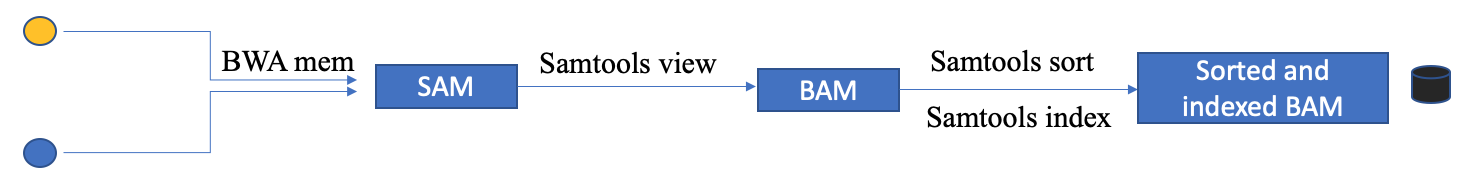 BWA mem
SAM
Samtools view
BAM
Samtools sort
Samtools index
Sorted and
indexed BAM